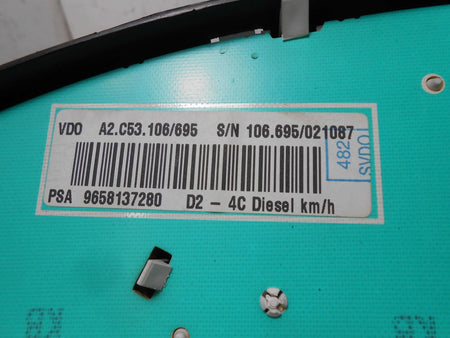 VDO A2.C53.106/695 S/N 106.695/021087
482
SVDO
PSA 9658137280 D2 - 4C Diesel km/h